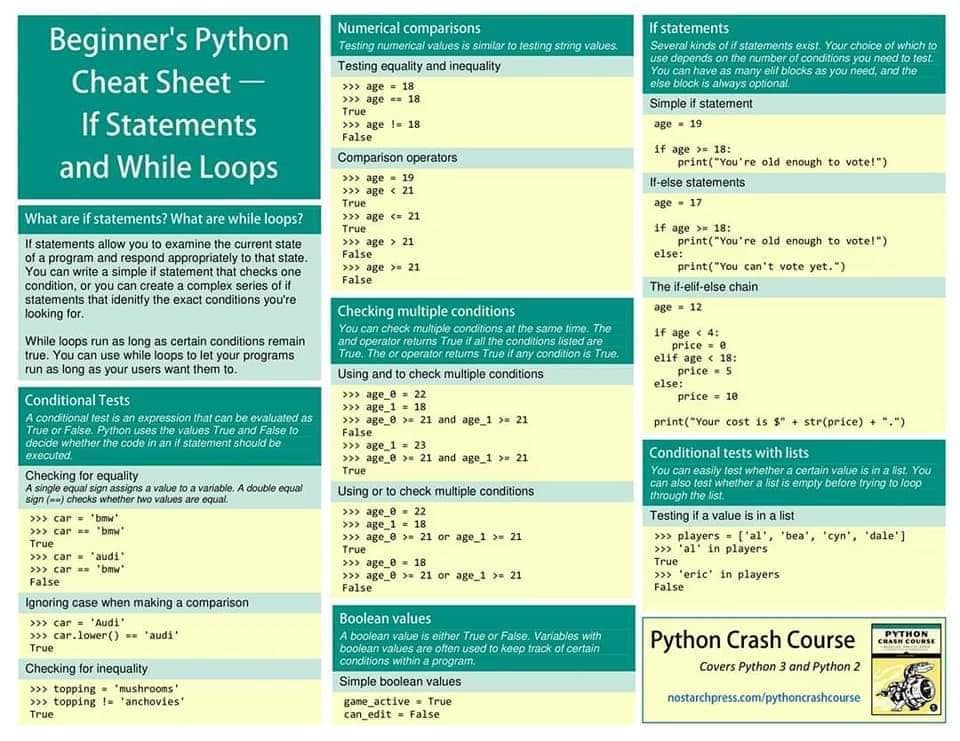 Beginner's Python
Cheat Sheet —
If Statements
and While Loops
What are if statements? What are while loops?
If statements allow you to examine the current state
of a program and respond appropriately to that state.
You can write a simple if statement that checks one
condition, or you can create a complex series of if
statements that idenitfy the exact conditions you're
looking for.
While loops run as long as certain conditions remain
true. You can use while loops to let your programs
run as long as your users want them to.
Conditional Tests
A conditional test is an expression that can be evaluated as
True or False. Python uses the values True and False to
decide whether the code in an if statement should be
executed.
Checking for equality
A single equal sign assigns a value to a variable. A double equal
sign (==) checks whether two values are equal.
>>> car = 'bmw'
>>> car == 'bmw'
True
>>> car = 'audi'
>>> car == 'bmw'
False
Ignoring case when making a comparison
>>> car = 'Audi'
>>> car.lower() == 'audi'
True
Checking for inequality
>>> topping = 'mushrooms'
>>> topping != 'anchovies'
True
Numerical comparisons
Testing numerical values is similar to testing string values.
Testing equality and inequality
>>> age = 18
>>> age == 18
True
>>> age != 18
False
Comparison operators
>>> age = 19
>>> age < 21
True
>>> age <= 21
True
>>> age > 21
False
>>> age >= 21
False
Checking multiple conditions
You can check multiple conditions at the same time. The
and operator returns True if all the conditions listed are
True. The or operator returns True if any condition is True.
Using and to check multiple conditions
>>> age_0 = 22
>>> age_1 = 18
>>> age_0 >= 21 and age_1 >= 21
False
>>> age_1 = 23
>>> age_0 >= 21 and age_1 >= 21
True
Using or to check multiple conditions
>>> age_0 = 22
>>> age_1 = 18
>>> age_0 >= 21 or age_1 >= 21
True
>>> age_0 = 18
>>> age_0 >= 21 or age_1 >= 21
False
Boolean values
A boolean value is either True or False. Variables with
boolean values are often used to keep track of certain
conditions within a program.
Simple boolean values
game_active = True
can_edit = False
If statements
Several kinds of if statements exist. Your choice of which to
use depends on the number of conditions you need to test.
You can have as many elif blocks as you need, and the
else block is always optional.
Simple if statement
age = 19
if age >= 18:
    print("You're old enough to vote!")
If-else statements
age = 17
if age >= 18:
    print("You're old enough to vote!")
else:
    print("You can't vote yet.")
The if-elif-else chain
age = 12
if age < 4:
    price = 0
elif age < 18:
    price = 5
else:
    price = 10
print("Your cost is $" + str(price) + ".")
Conditional tests with lists
You can easily test whether a certain value is in a list. You
can also test whether a list is empty before trying to loop
through the list.
Testing if a value is in a list
>>> players = ['al', 'bea', 'cyn', 'dale']
>>> 'al' in players
True
>>> 'eric' in players
False
Python Crash Course
Covers Python 3 and Python 2
nostarchpress.com/pythoncrashcourse
PYTHON
CRASH COURSE